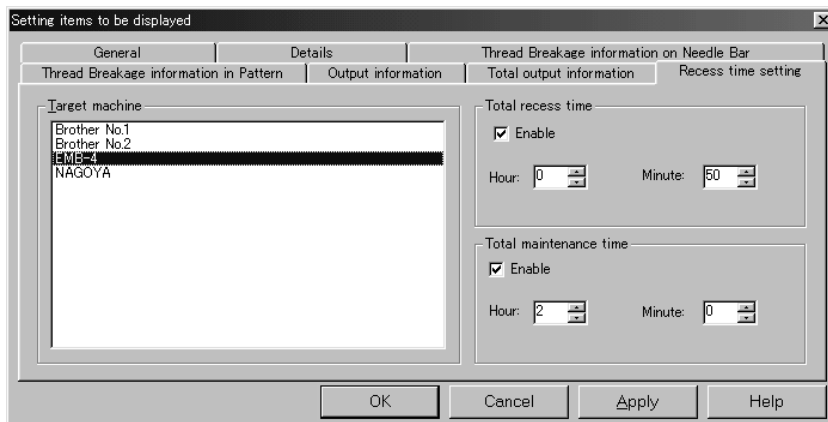 Setting items to be displayed
General Details Thread Breakage information on Needle Bar
Thread Breakage information in Pattern Output information Total output information Recess time setting
Target machine
Brother No.1
Brother No.2
EMB-4
NAGOYA
Total recess time
Enable
Hour: 0 Minute: 50
Total maintenance time
Enable
Hour: 2 Minute: 0
OK Cancel Apply Help